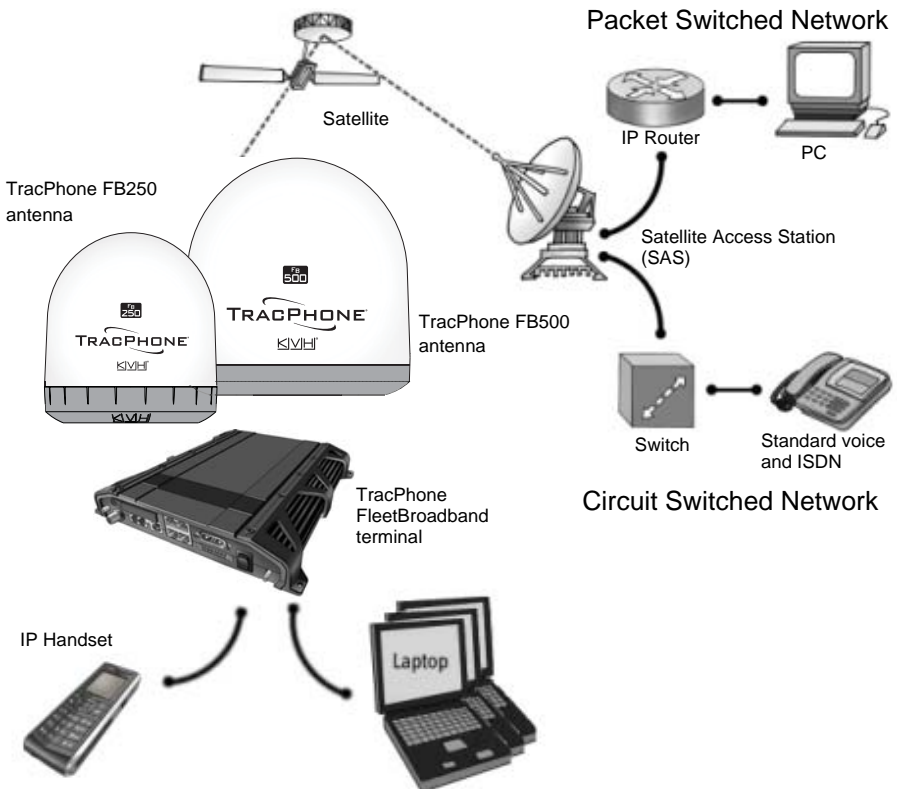 Packet Switched Network
Satellite
IP Router
PC
TracPhone FB250
antenna
Satellite Access Station
(SAS)
FB
500
TRACPHONE
KVH
FB
250
TRACPHONE
KVH
KVH
TracPhone FB500
antenna
Switch
Standard voice
and ISDN
Circuit Switched Network
TracPhone
FleetBroadband
terminal
IP Handset
Laptop